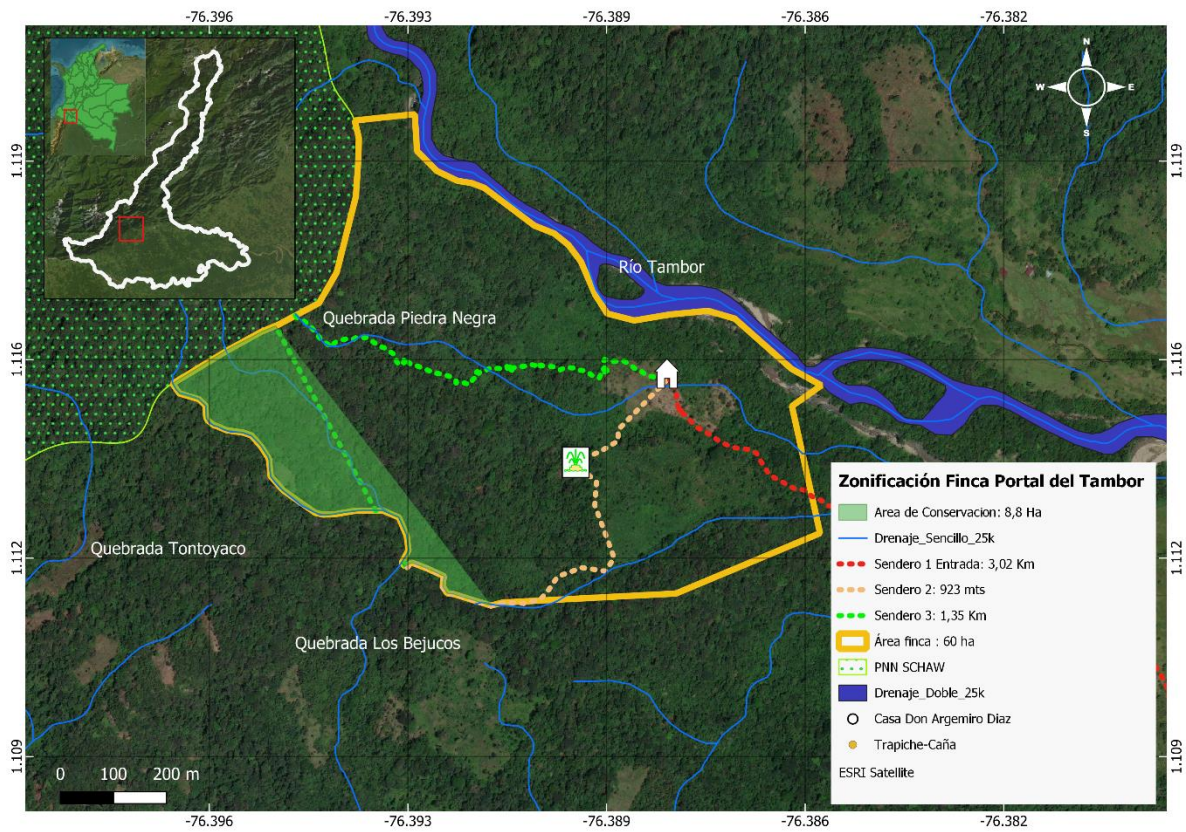 -76.396
-76.393
-76.389
-76.386
-76.382
N
W
E
S
1.119
1.119
Río Tambor
Quebrada Piedra Negra
1.116
1.116
Zonificación Finca Portal del Tambor
Area de Conservacion: 8,8 Ha
Drenaje_Sencillo_25k
Sendero 1 Entrada: 3,02 Km
Sendero 2: 923 mts
Sendero 3: 1,35 Km
Área finca : 60 ha
PNN SCHAW
Drenaje_Doble_25k
Casa Don Argemiro Diaz
Trapiche-Caña
ESRI Satellite
Quebrada Tontoyaco
1.112
1.112
Quebrada Los Bejucos
1.109
1.109
0 100 200 m
-76.396
-76.393
-76.389
-76.386
-76.382